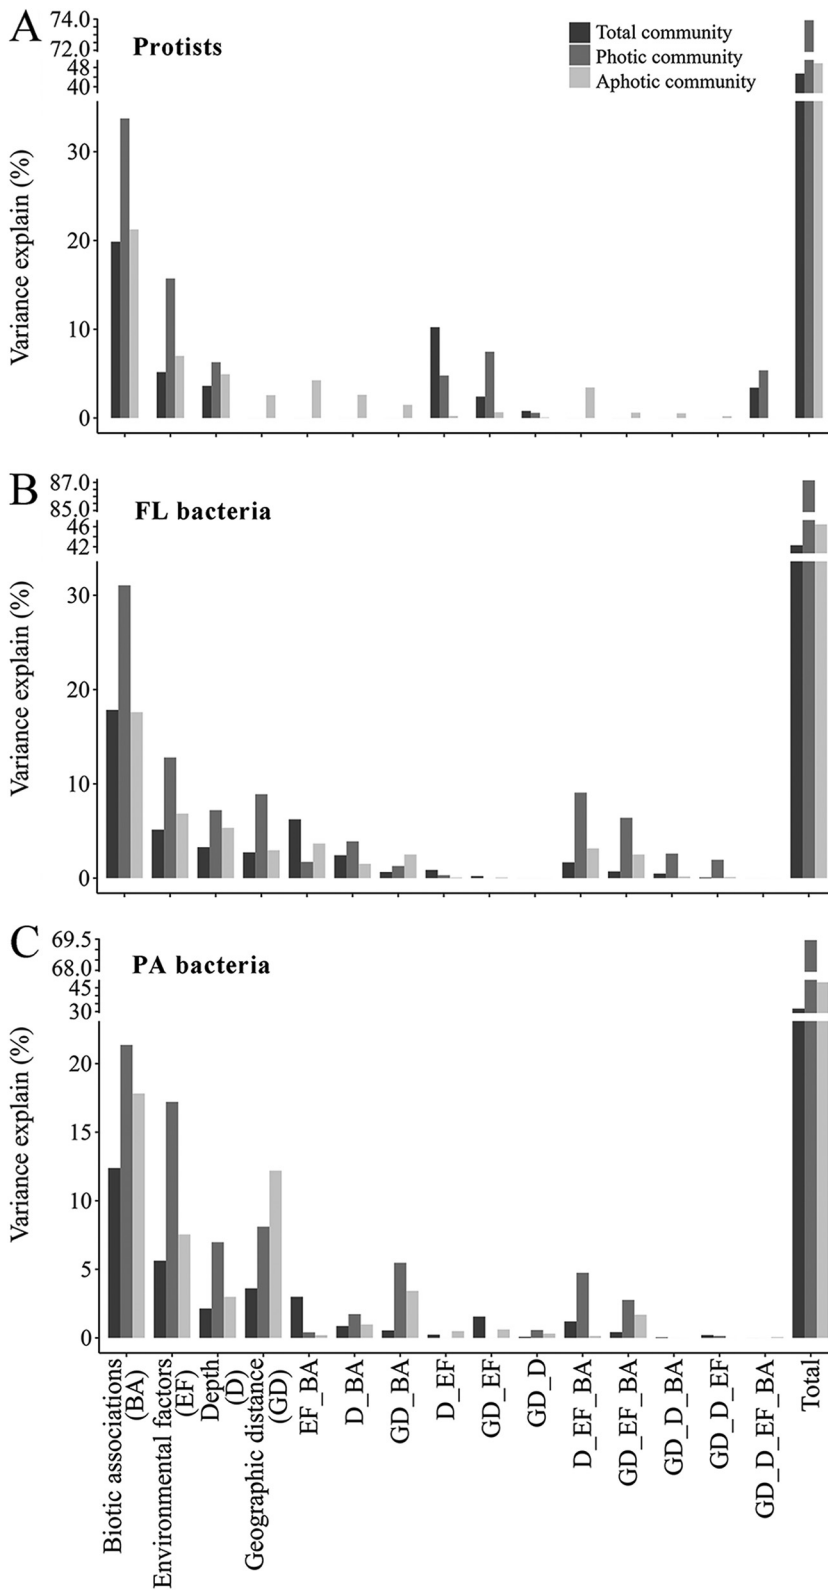 A
Protists
74.0
72.0
48
40
30
20
10
0
Variance explain (%)
Total community
Photic community
Aphotic community
B
FL bacteria
87.0
85.0
46
42
30
20
10
0
Variance explain (%)
C
PA bacteria
69.5
68.0
45
30
20
15
10
5
0
Variance explain (%)
Biotic associations
(BA)
Environmental factors
(EF)
Depth
(D)
Geographic distance
(GD)
EF_BA
D_BA
GD_BA
D_EF
GD_EF
GD_D
D_EF_BA
GD_EF_BA
GD_D_BA
GD_D_EF
GD_D_EF_BA
Total